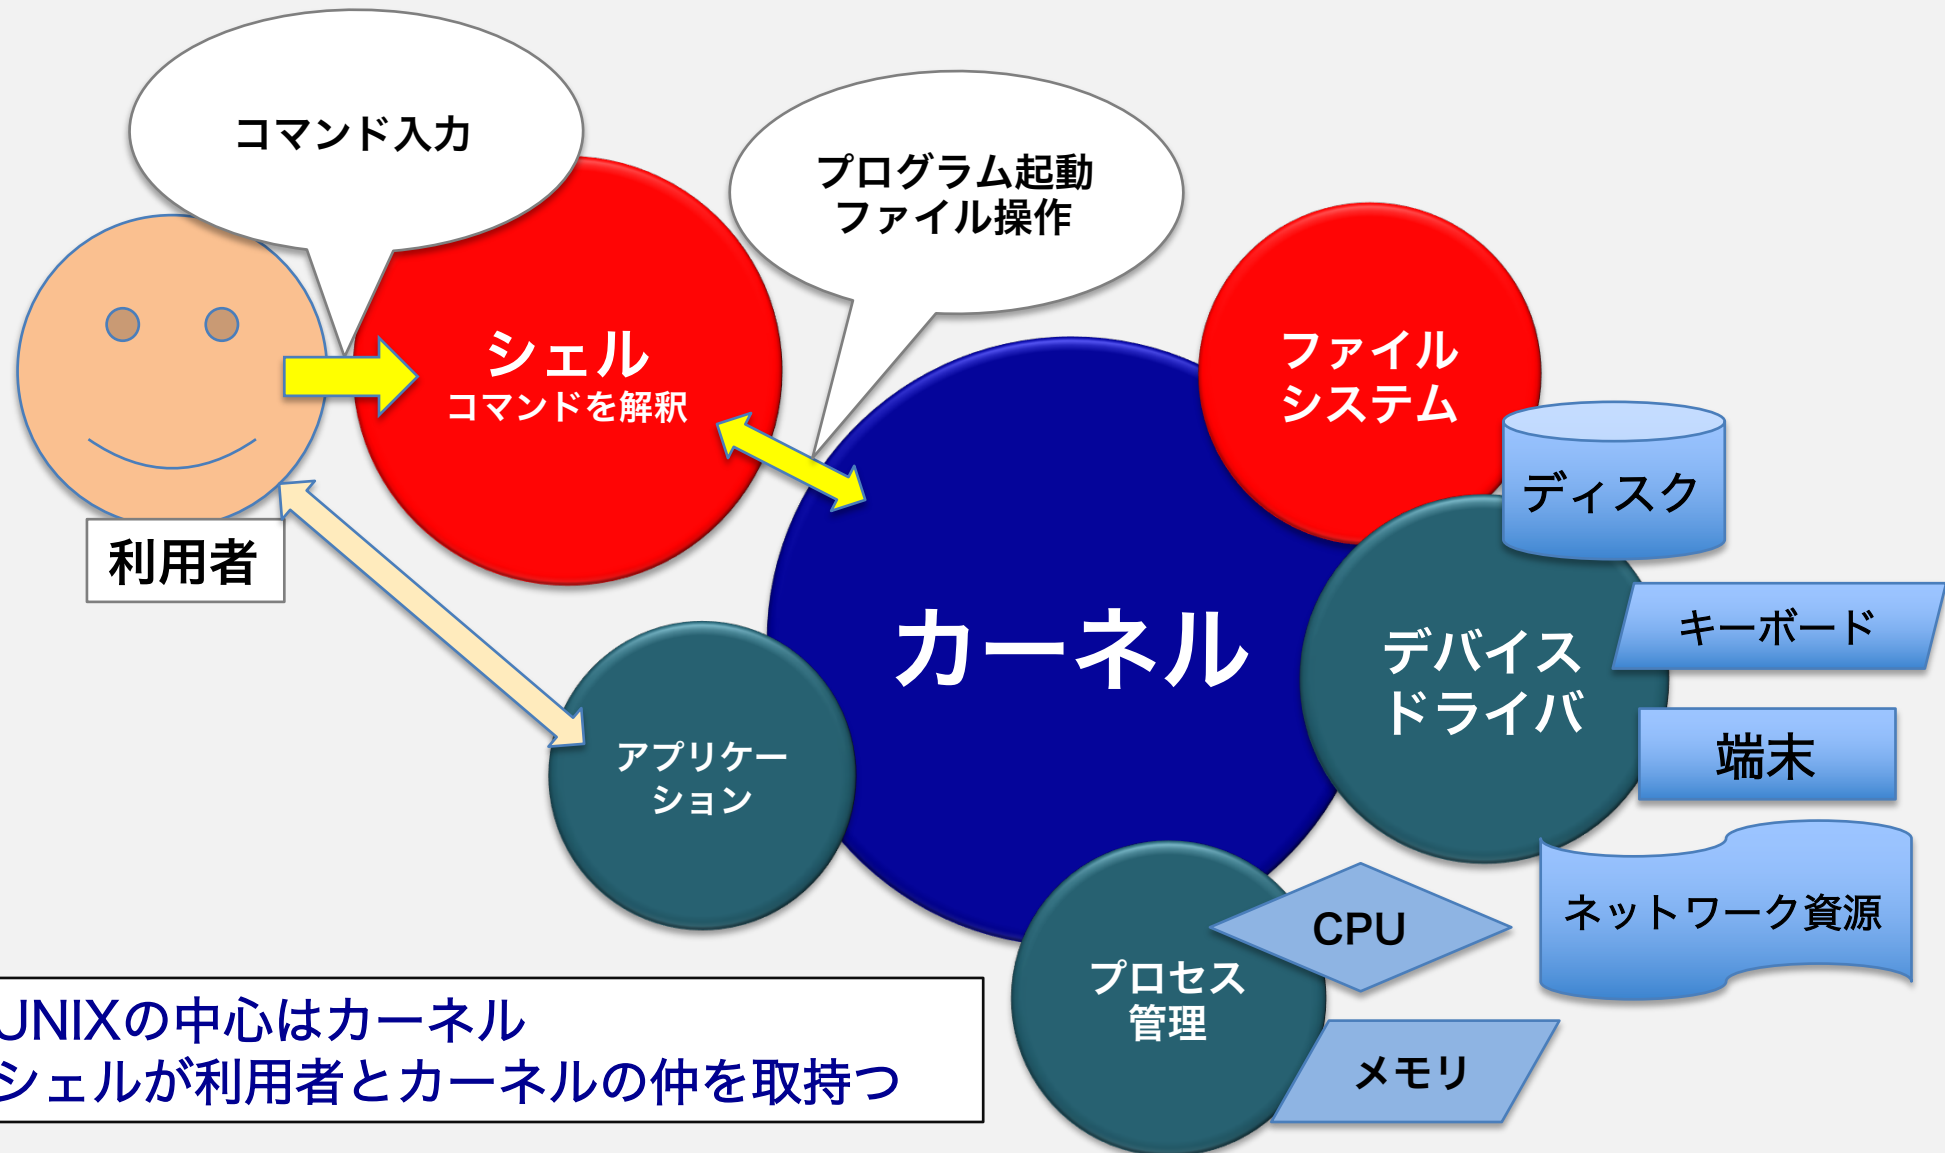 コマンド入力
プログラム起動
ファイル操作
シェル
コマンドを解釈
ファイル
システム
ディスク
利用者
カーネル
デバイス
ドライバ
キーボード
端末
アプリケー
ション
ネットワーク資源
CPU
プロセス
管理
メモリ
UNIXの中心はカーネル
シェルが利用者とカーネルの仲を取持つ